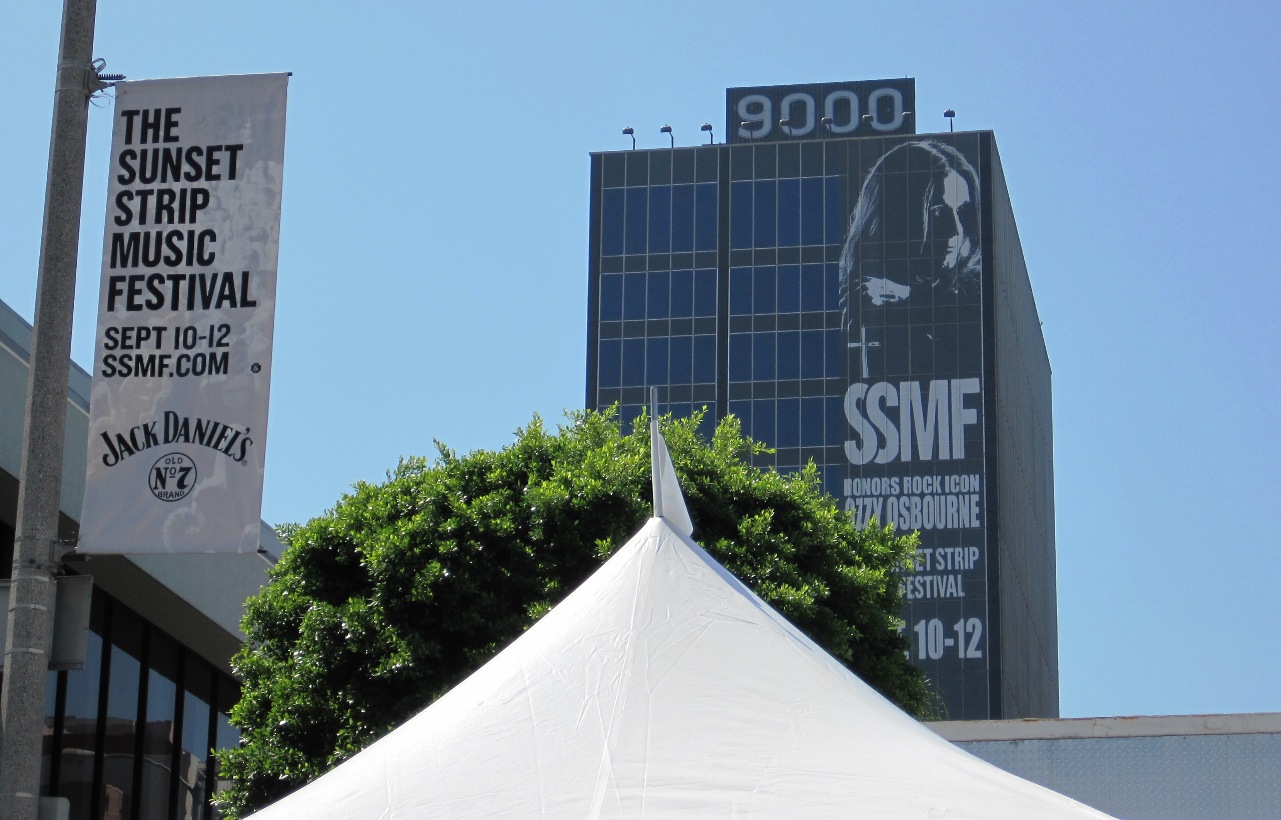 THE
SUNSET
STRIP
MUSIC
FESTIVAL
SEPT 10-12
SSMF.COM
JACK DANIEL'S
OLD
Nº7
BRAND
9000
SSMF
HONORS ROCK ICON
OZZY OSBOURNE
STRIP
FESTIVAL
10-12